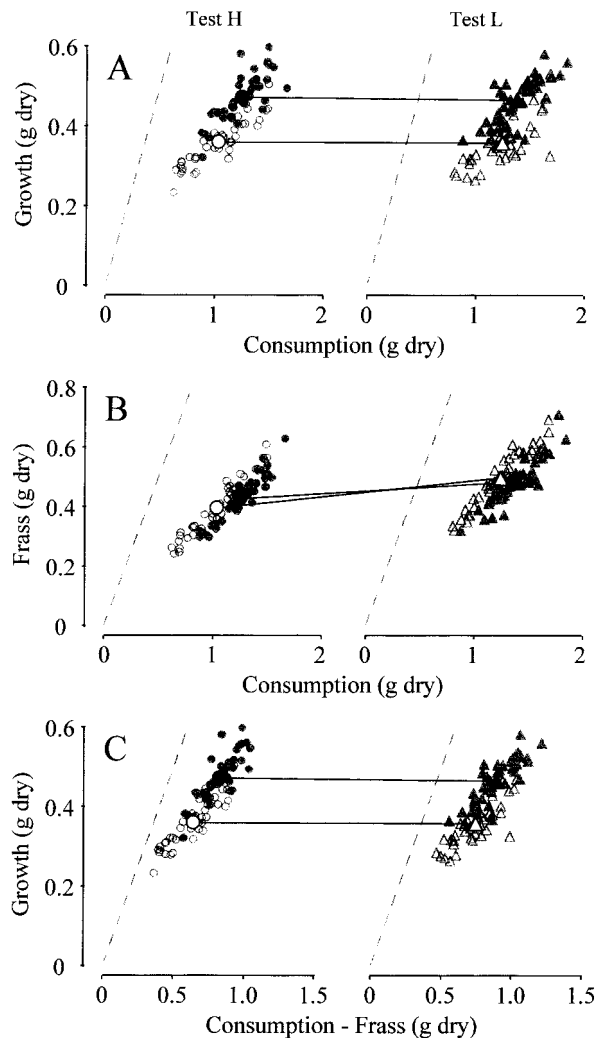 Test H Test L
A
Growth (g dry)
0.6
0.4
0.2
0
0 1 2 1 2
Consumption (g dry)
B
Frass (g dry)
0.8
0.6
0.4
0.2
0
0 1 2 1 2
Consumption (g dry)
C
Growth (g dry)
0.6
0.4
0.2
0
0 0.5 1.0 1.5 0.5 1.0 1.5
Consumption - Frass (g dry)